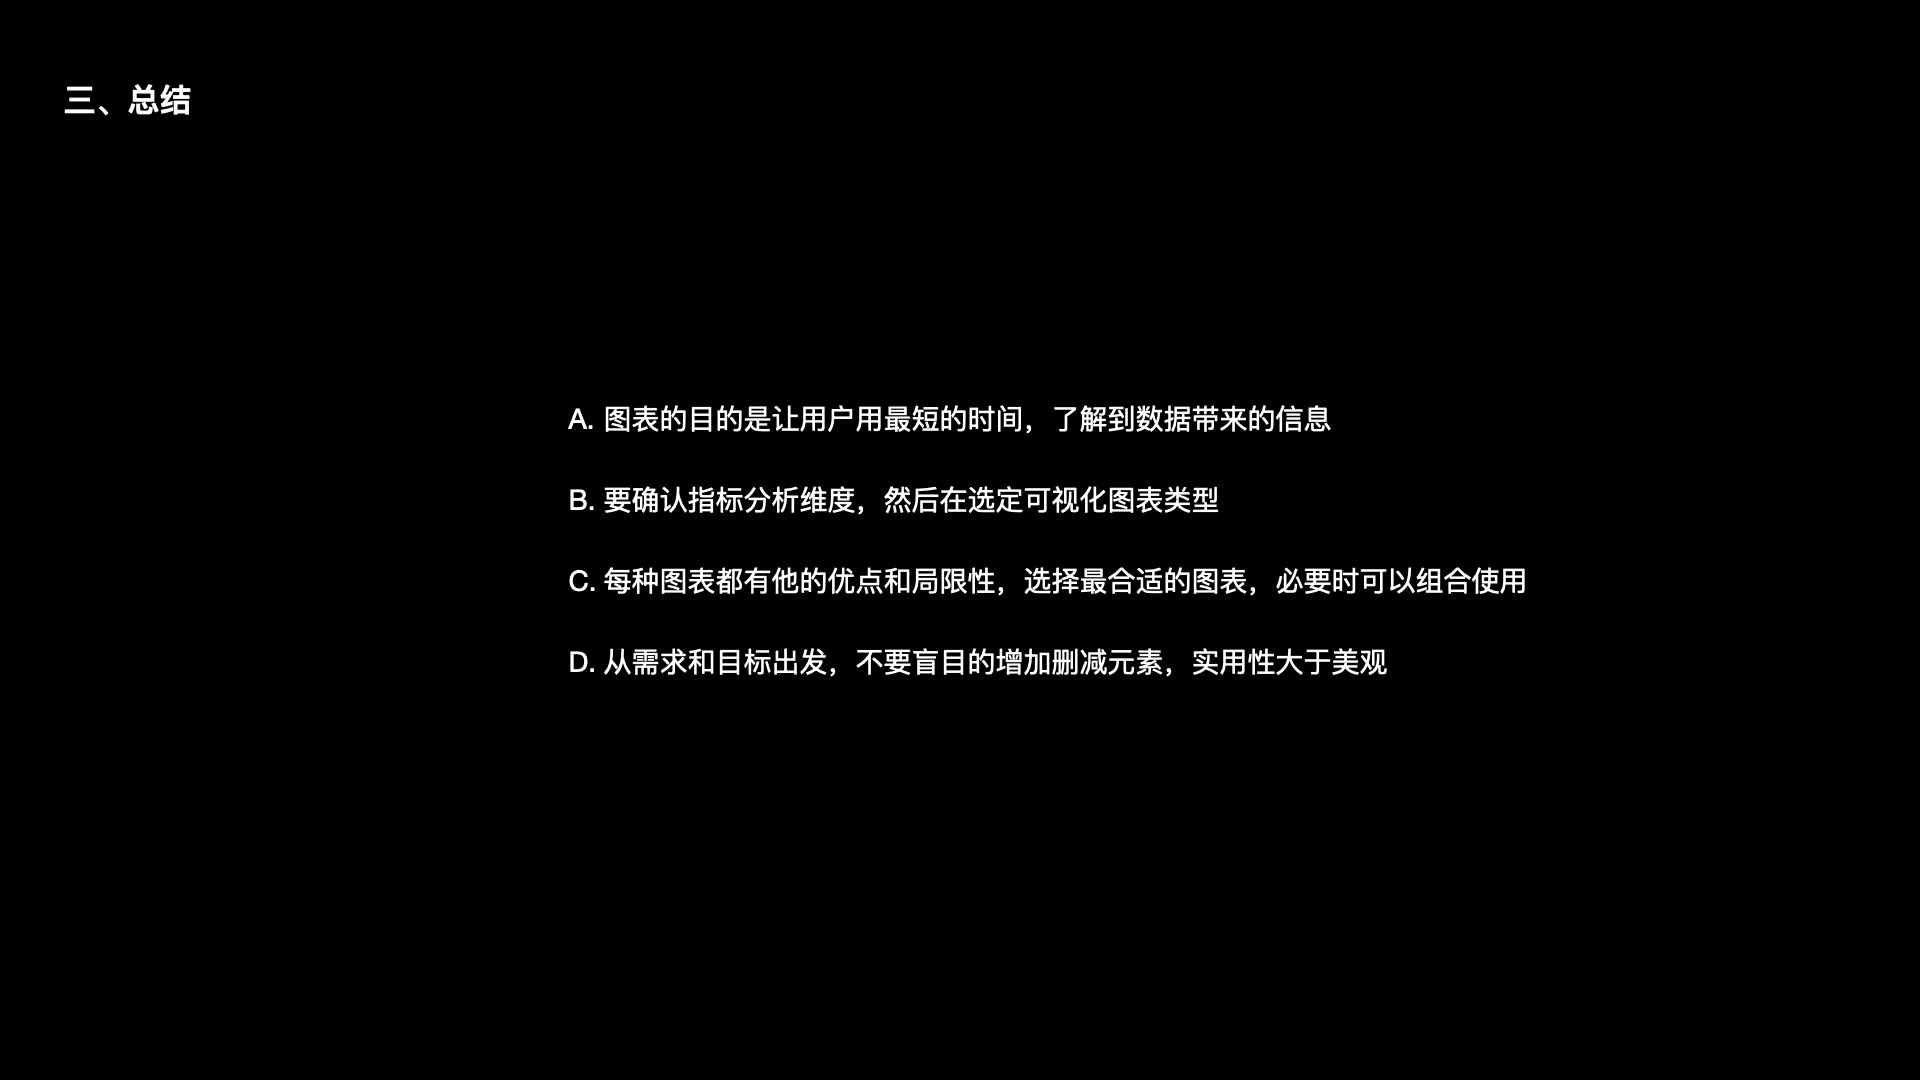 三、总结
A. 图表的目的是让用户用最短的时间，了解到数据带来的信息
B. 要确认指标分析维度，然后在选定可视化图表类型
C. 每种图表都有他的优点和局限性，选择最合适的图表，必要时可以组合使用
D. 从需求和目标出发，不要盲目的增加删减元素，实用性大于美观